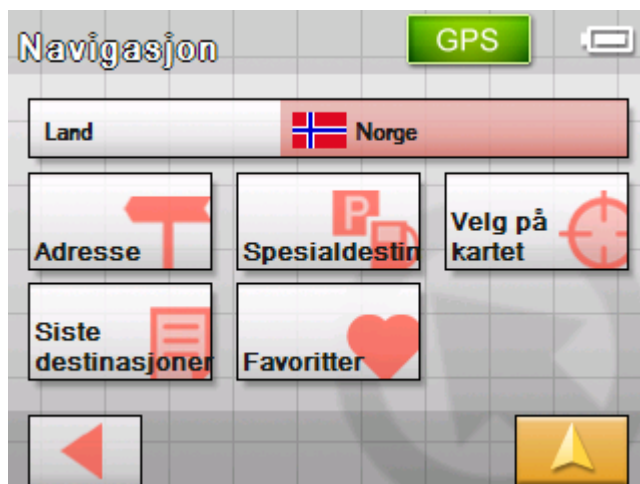 Navigasjon
GPS
Land
Norge
Adresse
P
Spesialdestin
Velg på
kartet
Siste
destinasjoner
Favoritter